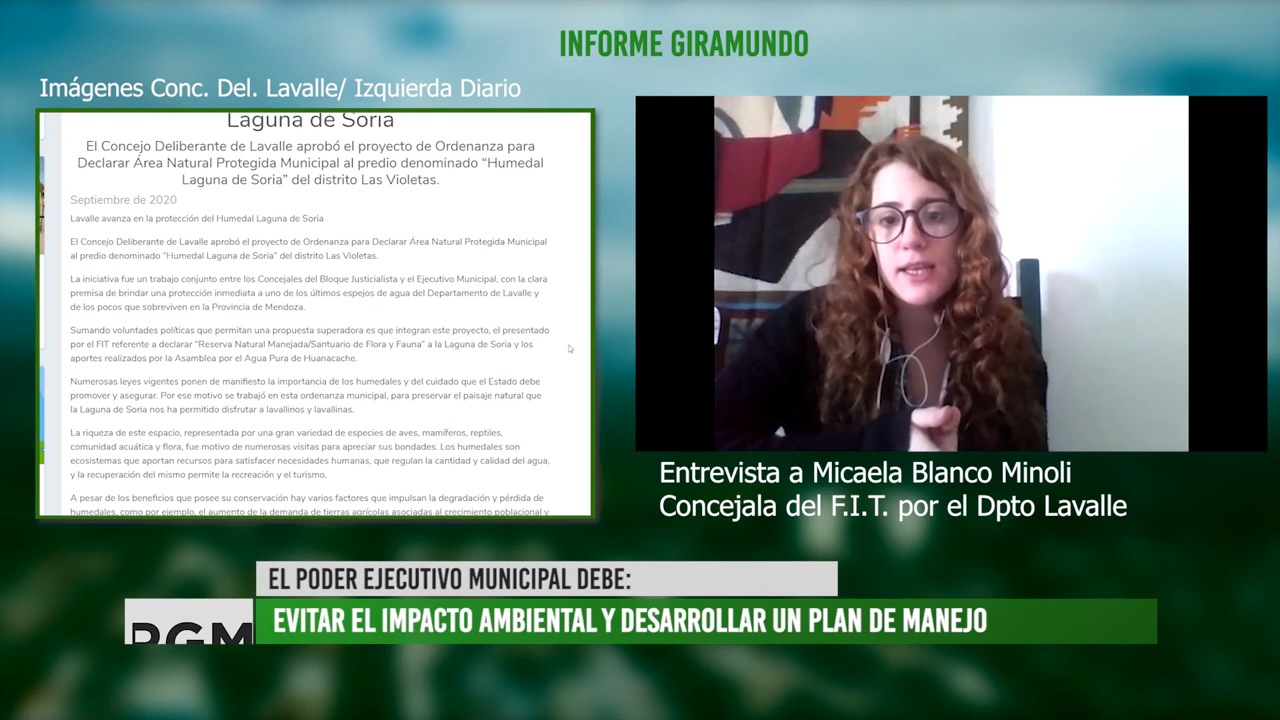 INFORME GIRAMUNDO
Imágenes Conc. Del. Lavalle/ Izquierda Diario
Laguna de Soria
El Concejo Deliberante de Lavalle aprobó el proyecto de Ordenanza para
Declarar Área Natural Protegida Municipal al predio denominado “Humedal
Laguna de Soria” del distrito Las Violetas.
Septiembre de 2020
Lavalle avanza en la protección del Humedal Laguna de Soria
El Concejo Deliberante de Lavalle aprobó el proyecto de Ordenanza para Declarar Área Natural Protegida Municipal
al predio denominado “Humedal Laguna de Soria” del distrito Las Violetas.
La iniciativa fue un trabajo conjunto entre los Concejales del Bloque Justicialista y el Ejecutivo Municipal, con la clara
premisa de brindar una protección inmediata a uno de los últimos espejos de agua del Departamento de Lavalle y
de los pocos que sobreviven en la Provincia de Mendoza.
Sumando voluntades políticas que permitan una propuesta superadora es que integran este proyecto, el presentado
por el FIT referente a declarar “Reserva Natural Manejada/Santuario de Flora y Fauna” a la Laguna de Soria y los
aportes realizados por la Asamblea por el Agua Pura de Huanacache.
Numerosas leyes vigentes ponen de manifiesto la importancia de los humedales y del cuidado que el Estado debe
promover y asegurar. Por ese motivo se trabajó en esta ordenanza municipal, para preservar el paisaje natural que
la Laguna de Soria nos ha permitido disfrutar a lavallinos y lavallinas.
La riqueza de este espacio, representada por una gran variedad de especies de aves, mamíferos, reptiles,
comunidad acuática y flora, fue motivo de numerosas visitas para apreciar sus bondades. Los humedales son
ecosistemas que aportan recursos para satisfacer necesidades humanas, que regulan la cantidad y calidad del agua,
y la recuperación del mismo permite la recreación y el turismo.
A pesar de los beneficios que posee su conservación hay varios factores que impulsan la degradación y pérdida de
humedales, como por ejemplo, el aumento de la demanda de tierras agrícolas asociadas al crecimiento poblacional y
Entrevista a Micaela Blanco Minoli
Concejala del F.I.T. por el Dpto Lavalle
EL PODER EJECUTIVO MUNICIPAL DEBE:
PGM
EVITAR EL IMPACTO AMBIENTAL Y DESARROLLAR UN PLAN DE MANEJO